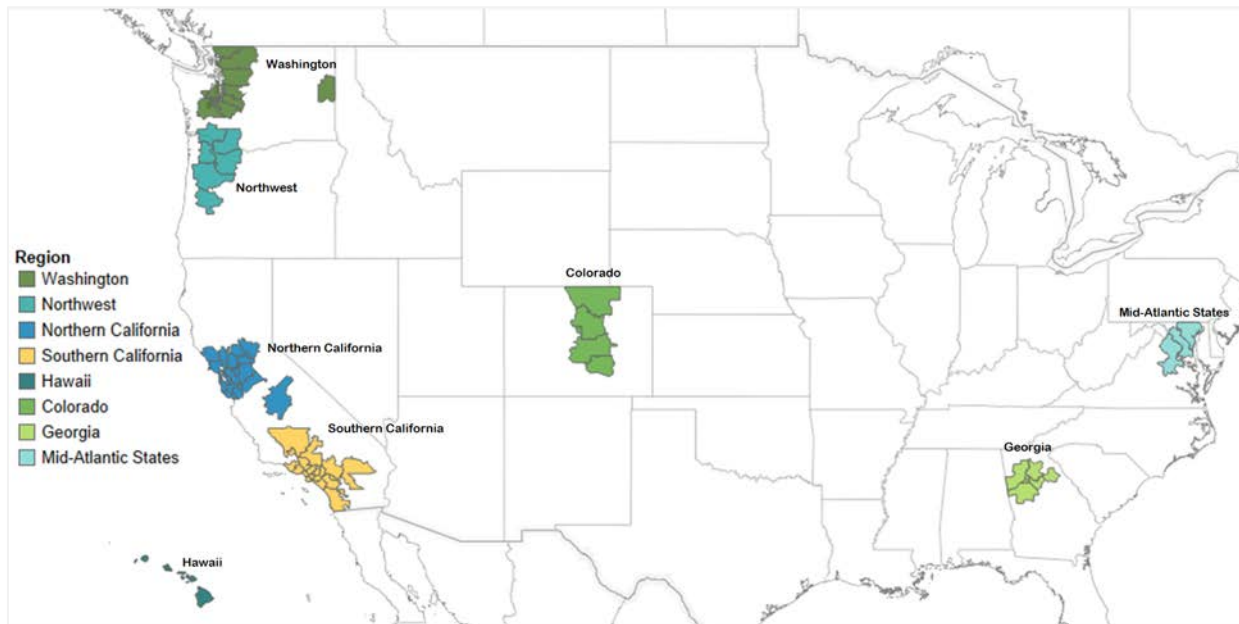 Washington
Northwest
Colorado
Mid-Atlantic States
Northern California
Southern California
Georgia
Hawaii
Region
Washington
Northwest
Northern California
Southern California
Hawaii
Colorado
Georgia
Mid-Atlantic States